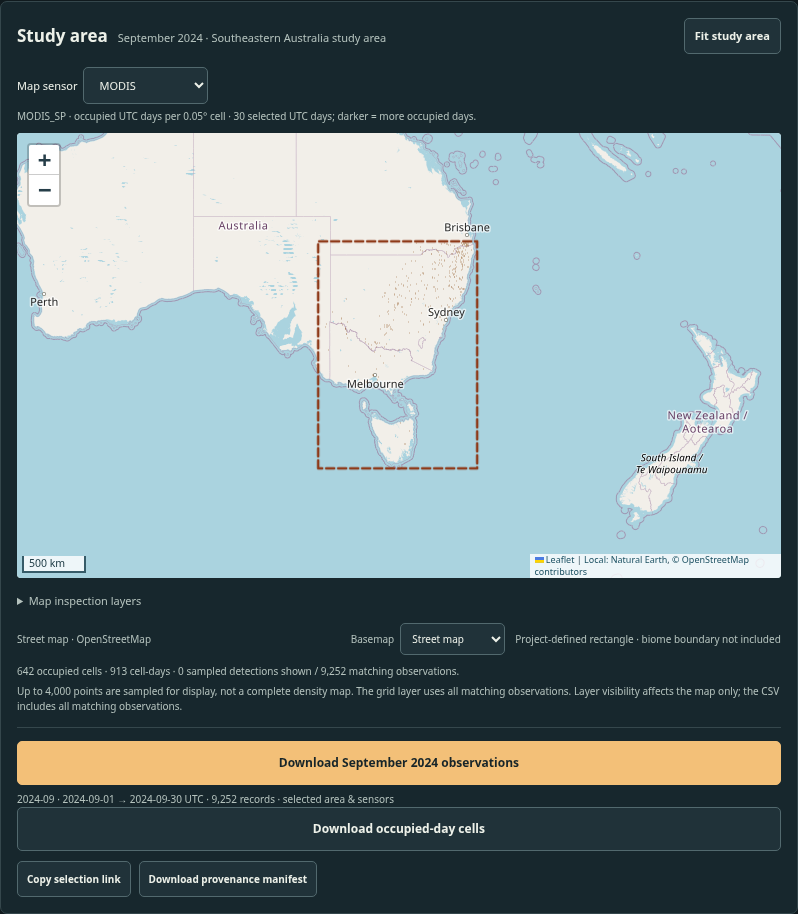 Study area September 2024 · Southeastern Australia study area
Fit study area
Map sensor MODIS
MODIS_SP · occupied UTC days per 0.05° cell · 30 selected UTC days; darker = more occupied days.
+
−
Brisbane
Australia
Perth
Sydney
Melbourne
New Zealand /
Aotearoa
South Island /
Te Waipounamu
500 km
Leaflet | Local: Natural Earth, © OpenStreetMap
contributors
▶ Map inspection layers
Street map · OpenStreetMap
Basemap Street map
Project-defined rectangle · biome boundary not included
642 occupied cells · 913 cell-days · 0 sampled detections shown / 9,252 matching observations.
Up to 4,000 points are sampled for display, not a complete density map. The grid layer uses all matching observations. Layer visibility affects the map only; the CSV
includes all matching observations.
Download September 2024 observations
2024-09 · 2024-09-01 → 2024-09-30 UTC · 9,252 records · selected area & sensors
Download occupied-day cells
Copy selection link
Download provenance manifest